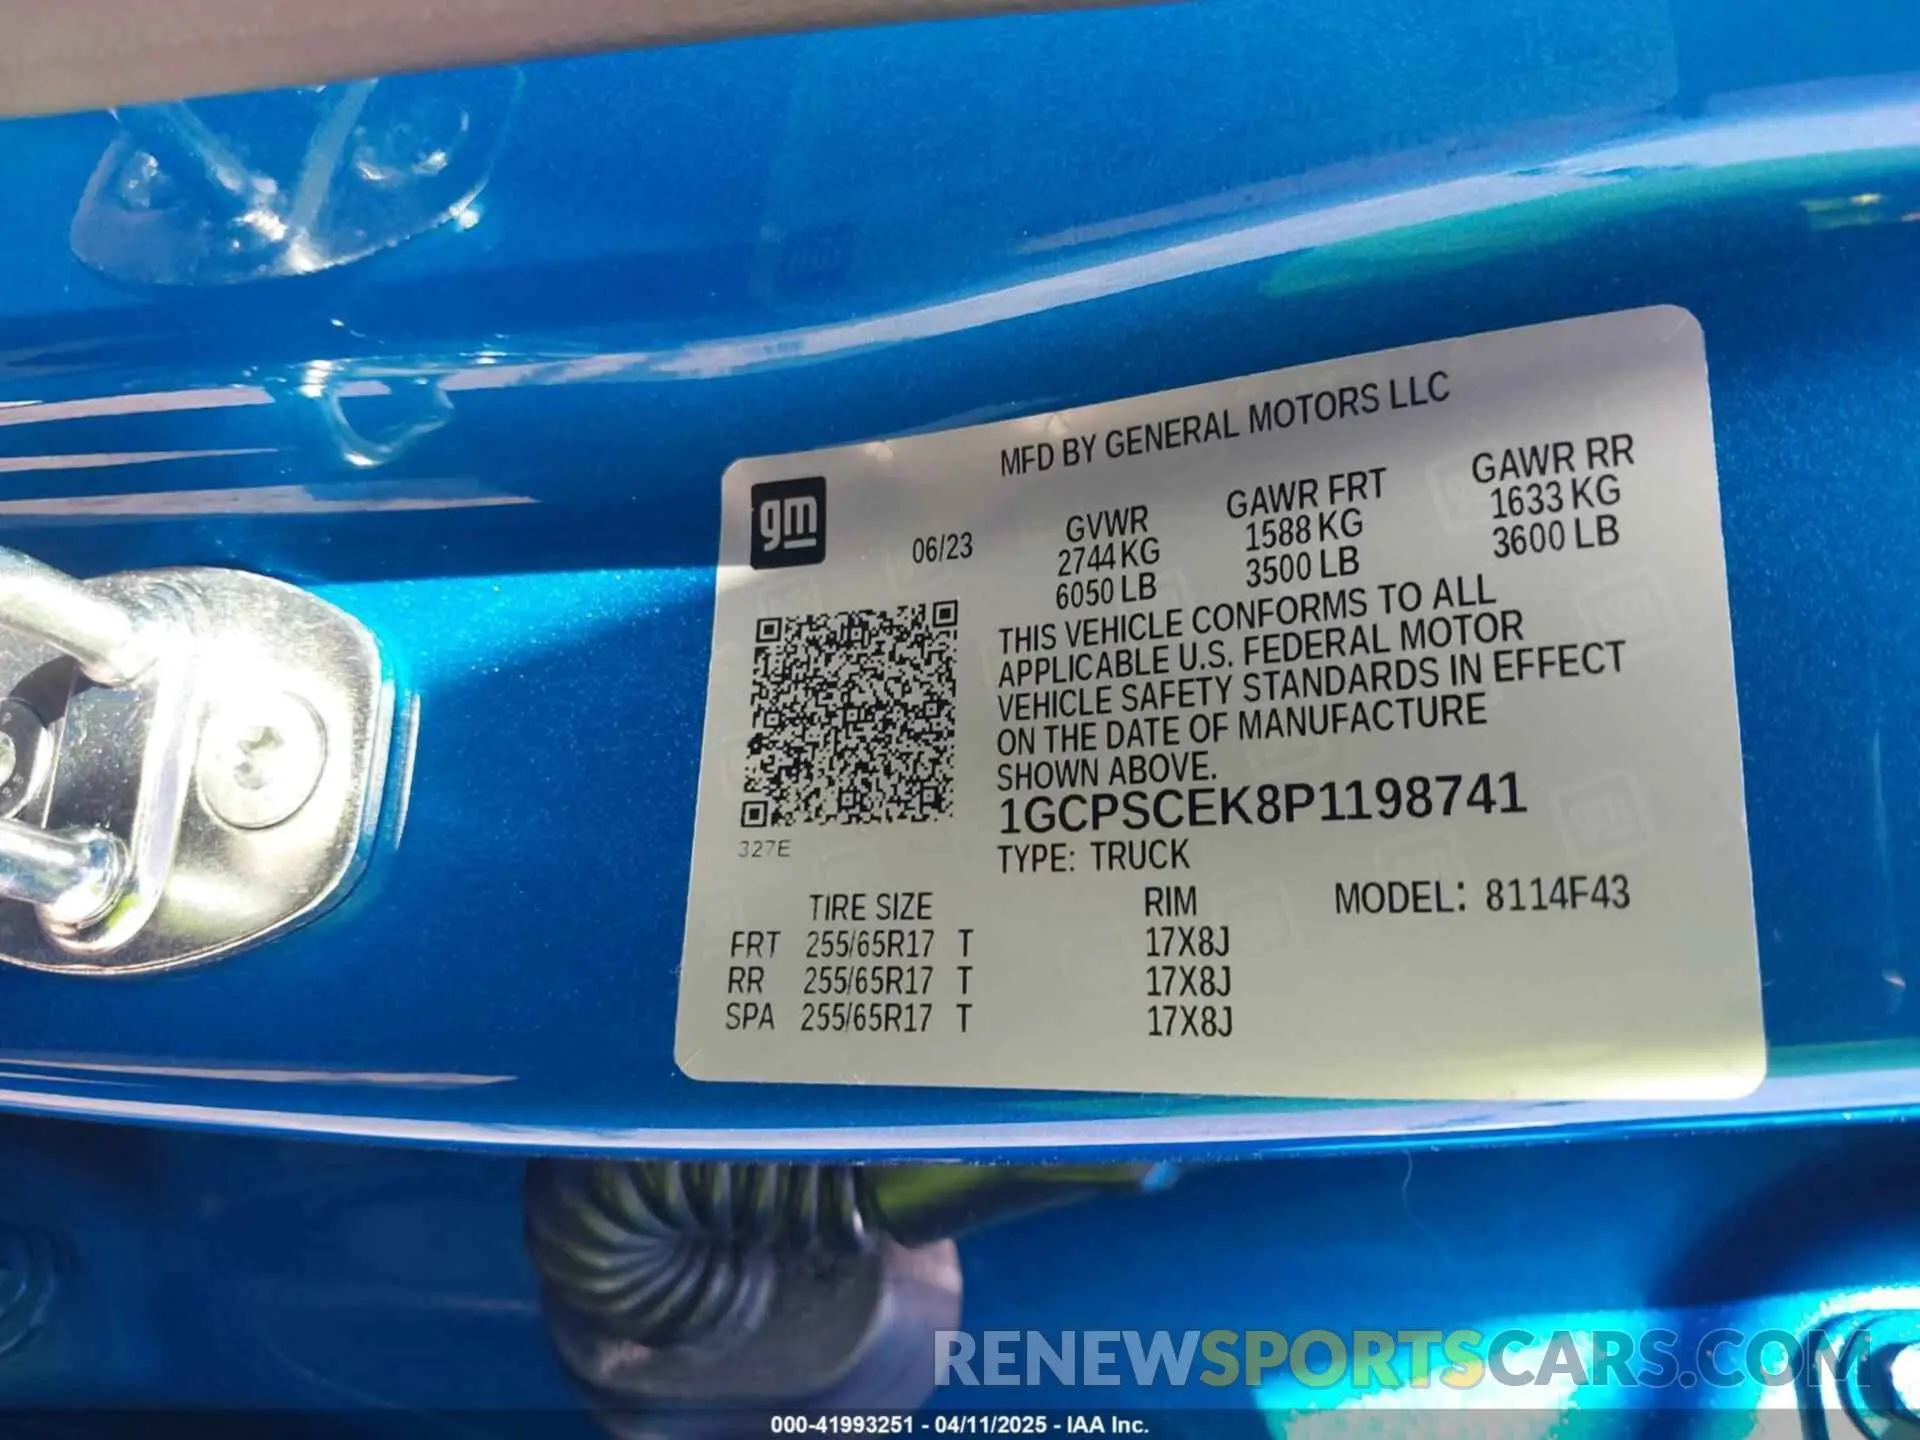 MFD BY GENERAL MOTORS LLC
gm
06/23
GVWR
2744 KG
6050 LB
GAWR FRT
1588 KG
3500 LB
GAWR RR
1633 KG
3600 LB
THIS VEHICLE CONFORMS TO ALL
APPLICABLE U.S. FEDERAL MOTOR
VEHICLE SAFETY STANDARDS IN EFFECT
ON THE DATE OF MANUFACTURE
SHOWN ABOVE.
1GCPSCEK8P1198741
327E
TYPE: TRUCK
TIRE SIZE RIM MODEL: 8114F43
FRT 255/65R17 T 17X8J
RR 255/65R17 T 17X8J
SPA 255/65R17 T 17X8J
RENEWSPORTSCARS.COM
000-41993251 - 04/11/2025 - IAA Inc.